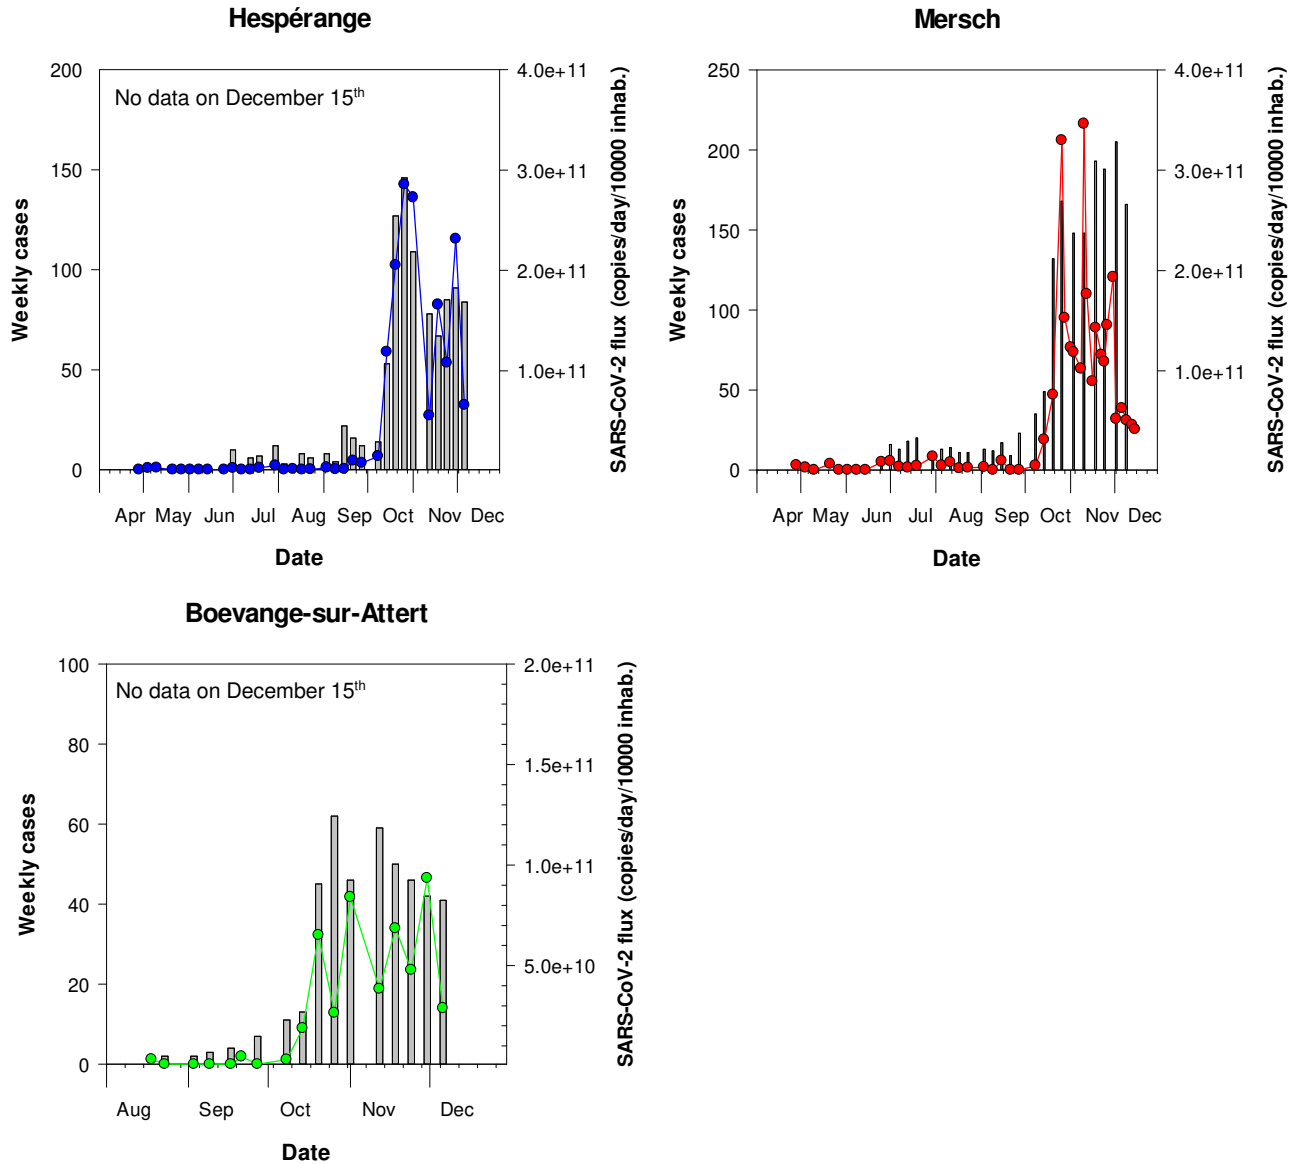 Hespérange
200
150
100
50
0
Weekly cases
No data on December 15th
4.0e+11
3.0e+11
2.0e+11
1.0e+11
SARS-CoV-2 flux (copies/day/10000 inhab.)
Apr May Jun Jul Aug Sep Oct Nov Dec
Date
Mersch
250
200
150
100
50
0
Weekly cases
4.0e+11
3.0e+11
2.0e+11
1.0e+11
SARS-CoV-2 flux (copies/day/10000 inhab.)
Apr May Jun Jul Aug Sep Oct Nov Dec
Date
Boevange-sur-Attert
100
80
60
40
20
0
Weekly cases
No data on December 15th
2.0e+11
1.5e+11
1.0e+11
5.0e+10
SARS-CoV-2 flux (copies/day/10000 inhab.)
Aug Sep Oct Nov Dec
Date